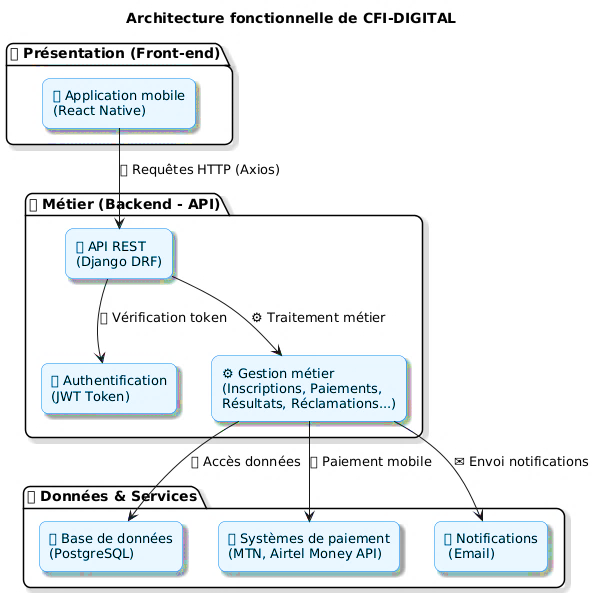 Architecture fonctionnelle de CFI-DIGITAL
Présentation (Front-end)
Application mobile
(React Native)
Requêtes HTTP (Axios)
Métier (Backend - API)
API REST
(Django DRF)
Vérification token
⚙ Traitement métier
Authentification
(JWT Token)
⚙ Gestion métier
(Inscriptions, Paiements,
Résultats, Réclamations...)
Accès données
Paiement mobile
✉ Envoi notifications
Données & Services
Base de données
(PostgreSQL)
Systèmes de paiement
(MTN, Airtel Money API)
Notifications
(Email)